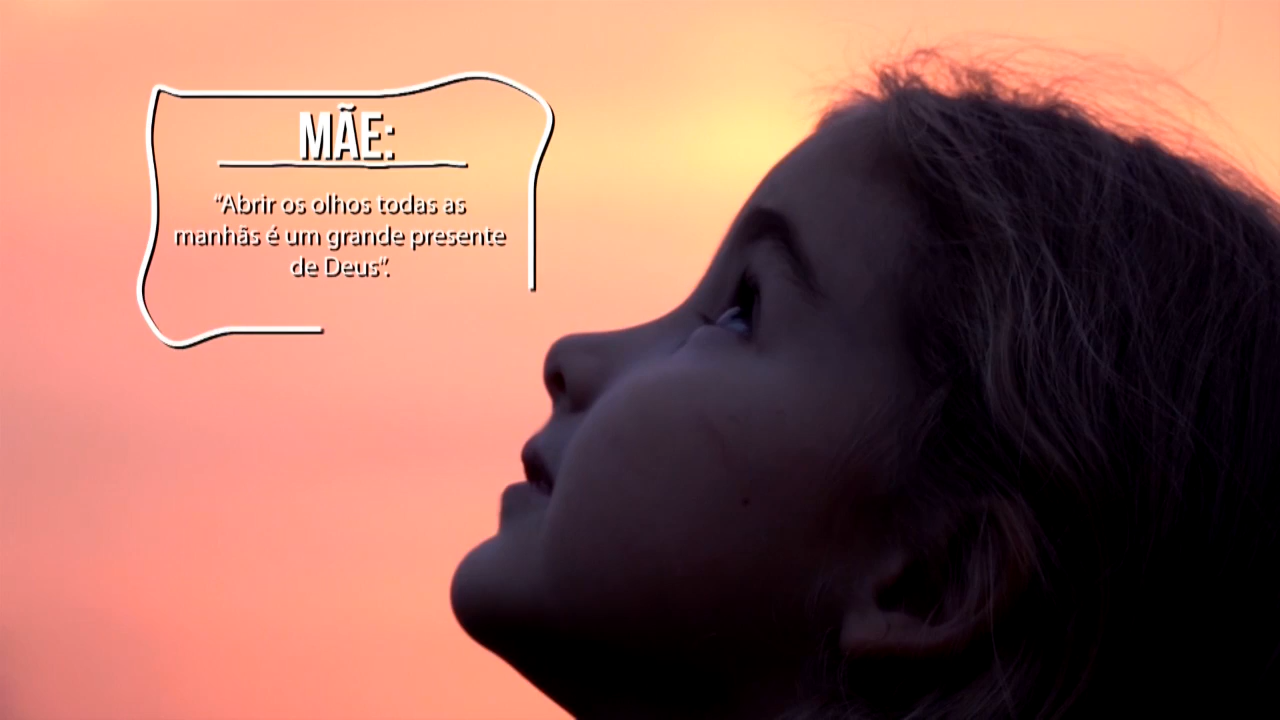 MÃE:
“Abrir os olhos todas as
manhãs é um grande presente
de Deus”.